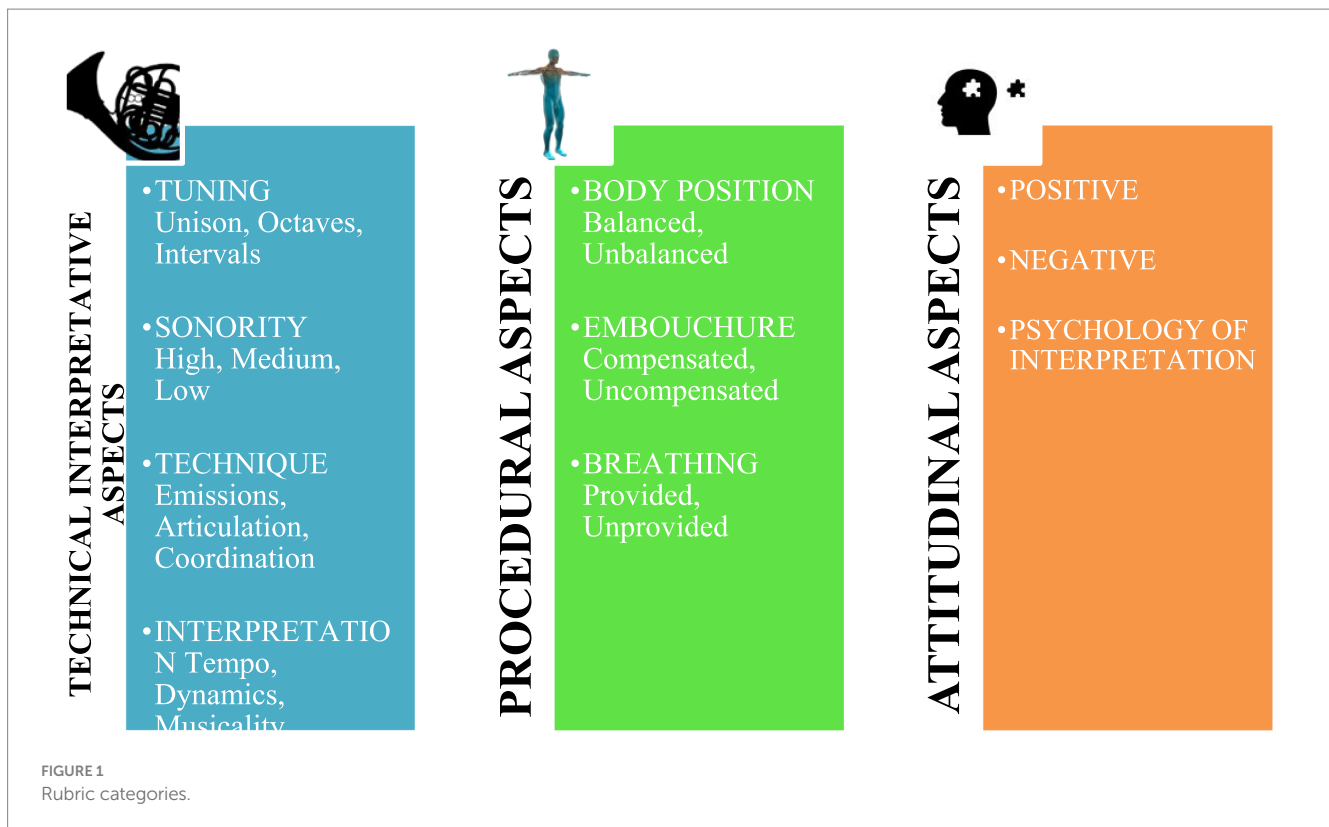 TECHNICAL INTERPRETATIVE
ASPECTS
•TUNING
Unison, Octaves,
Intervals
•SONORITY
High, Medium,
Low
•TECHNIQUE
Emissions,
Articulation,
Coordination
•INTERPRETATIO
N Tempo,
Dynamics,
Musicality
PROCEDURAL ASPECTS
•BODY POSITION
Balanced,
Unbalanced
•EMBOUCHURE
Compensated,
Uncompensated
•BREATHING
Provided,
Unprovided
ATTITUDINAL ASPECTS
•POSITIVE
•NEGATIVE
•PSYCHOLOGY OF
INTERPRETATION
FIGURE 1
Rubric categories.